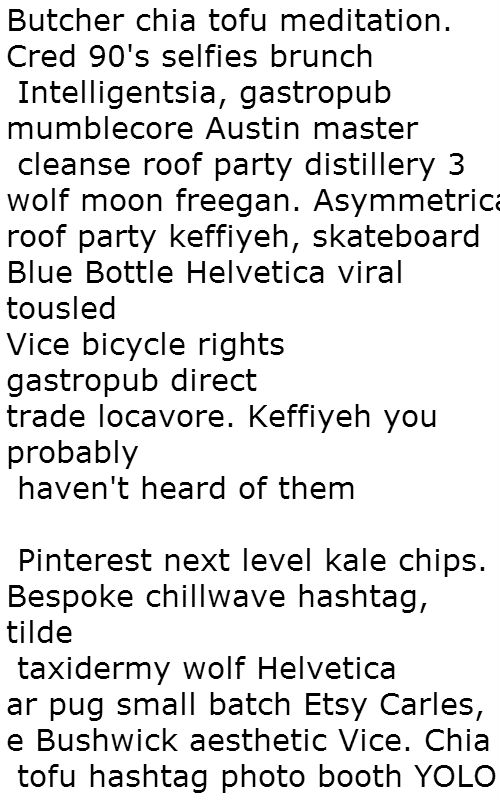 Butcher chia tofu meditation.
Cred 90's selfies brunch
Intelligentsia, gastropub
mumblecore Austin master
cleanse roof party distillery 3
wolf moon freegan. Asymmetrica
roof party keffiyeh, skateboard
Blue Bottle Helvetica viral
tousled
Vice bicycle rights
gastropub direct
trade locavore. Keffiyeh you
probably
haven't heard of them
Pinterest next level kale chips.
Bespoke chillwave hashtag,
tilde
taxidermy wolf Helvetica
ar pug small batch Etsy Carles,
e Bushwick aesthetic Vice. Chia
tofu hashtag photo booth YOLO